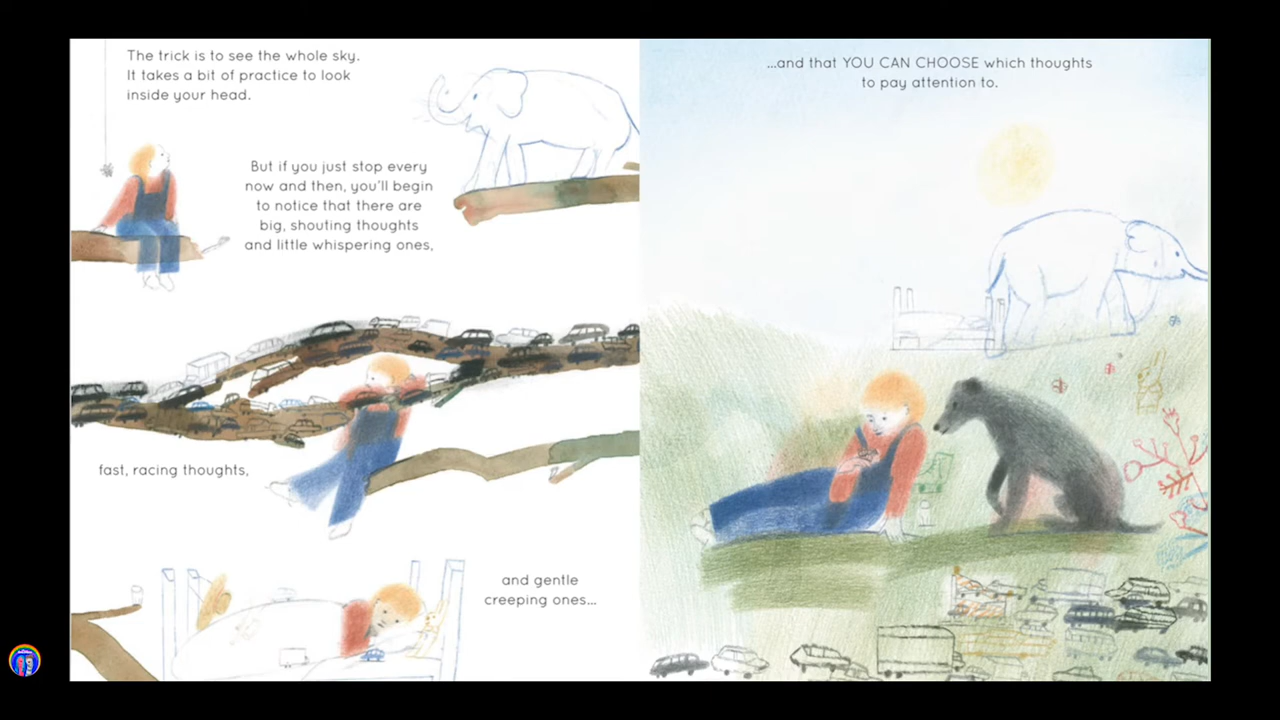 The trick is to see the whole sky.
It takes a bit of practice to look
inside your head.
But if you just stop every
now and then, you'll begin
to notice that there are
big, shouting thoughts
and little whispering ones,
fast, racing thoughts,
and gentle
creeping ones...
...and that YOU CAN CHOOSE which thoughts
to pay attention to.